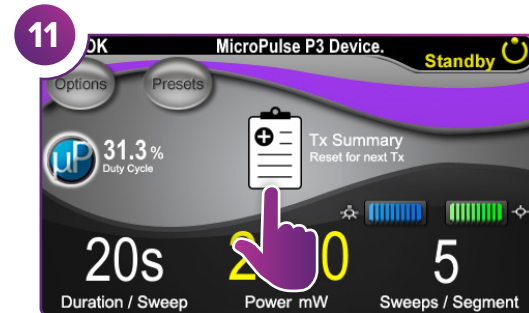 11
OK
MicroPulse P3 Device.
Standby
Options
Presets
µP
31.3 %
Duty Cycle
Tx Summary
Reset for next Tx
20s
Duration / Sweep
Power mW
5
Sweeps / Segment